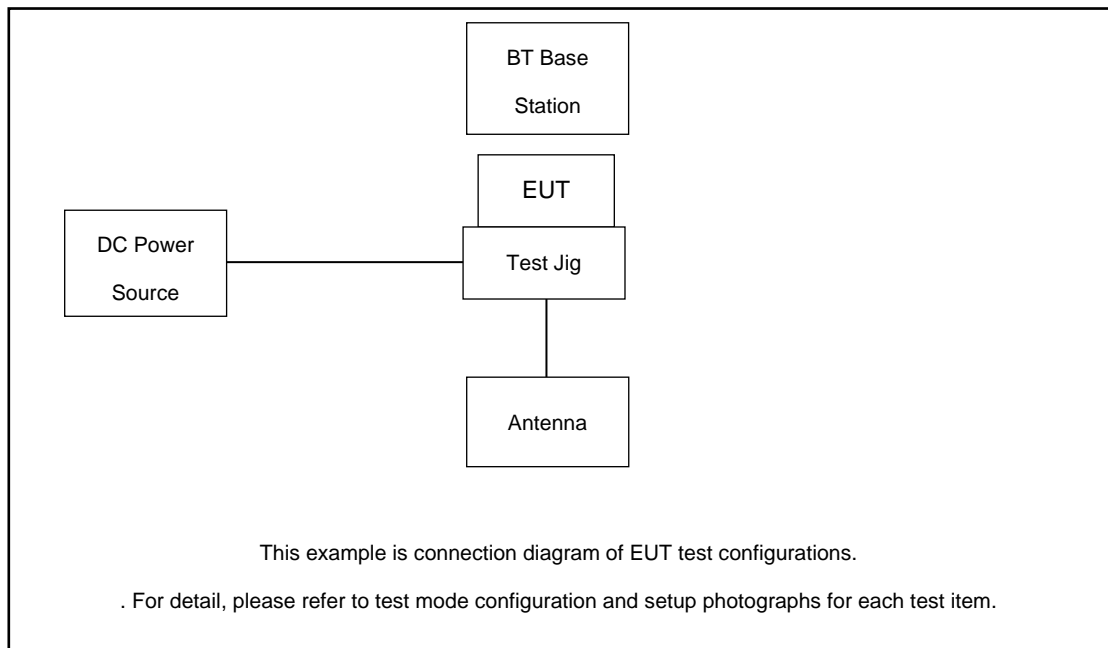 BT Base
Station
EUT
DC Power
Source
Test Jig
Antenna
This example is connection diagram of EUT test configurations.
. For detail, please refer to test mode configuration and setup photographs for each test item.